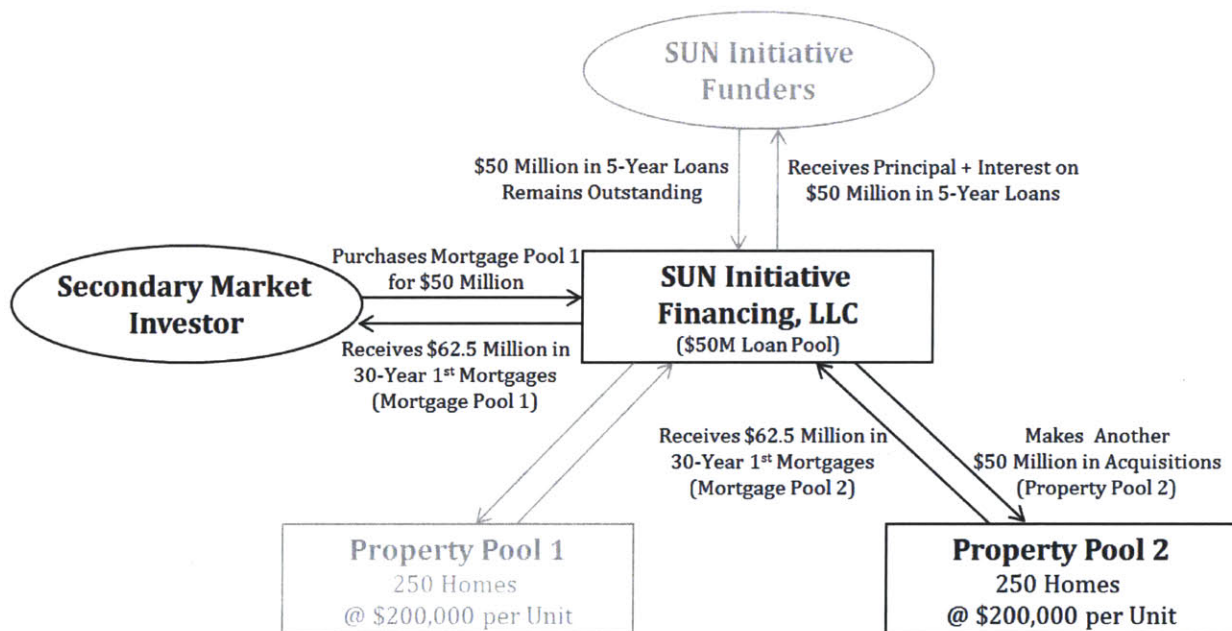 SUN Initiative
Funders
$50 Million in 5-Year Loans
Remains Outstanding
Receives Principal + Interest on
$50 Million in 5-Year Loans
Purchases Mortgage Pool 1
for $50 Million
Secondary Market
Investor
SUN Initiative
Financing, LLC
($50M Loan Pool)
Receives $62.5 Million in
30-Year 1st Mortgages
(Mortgage Pool 1)
Receives $62.5 Million in
30-Year 1st Mortgages
(Mortgage Pool 2)
Makes Another
$50 Million in Acquisitions
(Property Pool 2)
Property Pool 1
250 Homes
@ $200,000 per Unit
Property Pool 2
250 Homes
@ $200,000 per Unit